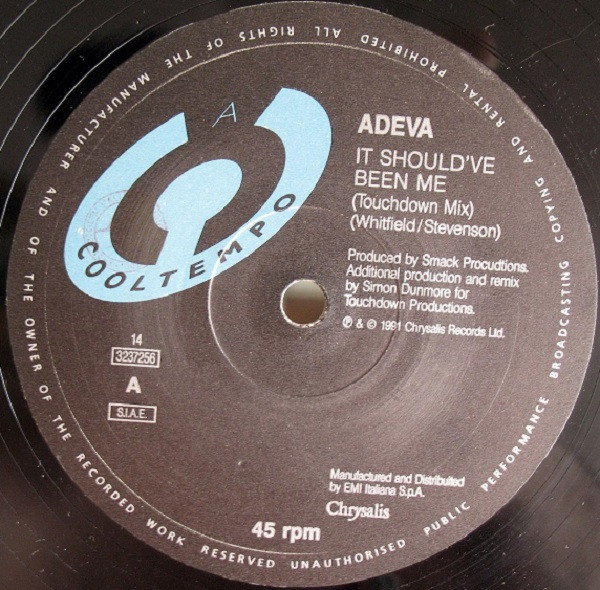 A
COOLTEMPO
ADEVA
IT SHOULD'VE
BEEN ME
(Touchdown Mix)
(Whitfield/Stevenson)
Produced by Smack Procudtions.
Additional production and remix
by Simon Dunmore for
Touchdown Productions.
℗ & © 1991 Chrysalis Records Ltd.
14
3237256
A
S.I.A.E.
Manufactured and Distributed
by EMI Italiana S.p.A.
Chrysalis
45 rpm
ALL RIGHTS OF THE MANUFACTURER AND OF THE OWNER OF THE RECORDED WORK RESERVED UNAUTHORISED PUBLIC PERFORMANCE BROADCASTING COPYING AND RENTAL PROHIBITED